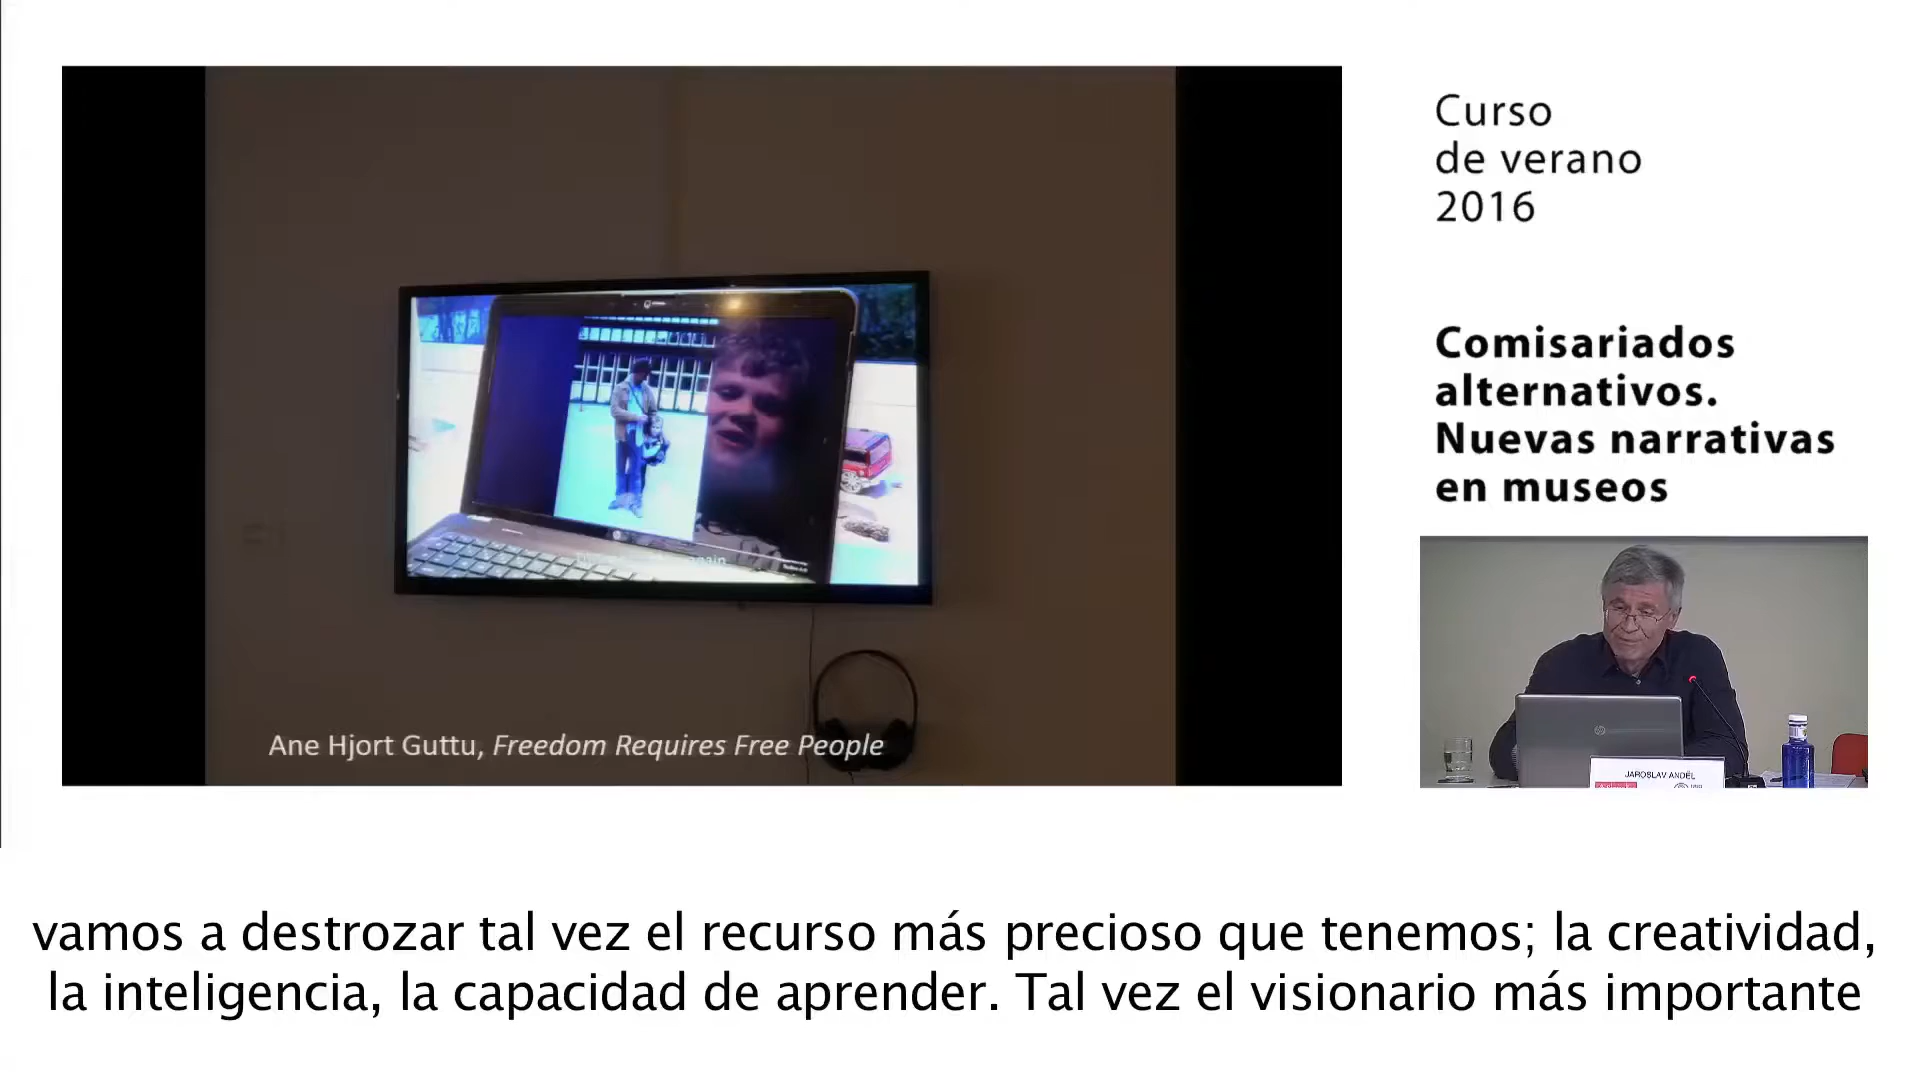 Curso
de verano
2016
Comisariados
alternativos.
Nuevas narrativas
en museos
Ane Hjort Guttu, Freedom Requires Free People
JAROSLAV ANDĚL
vamos a destrozar tal vez el recurso más precioso que tenemos; la creatividad,
la inteligencia, la capacidad de aprender. Tal vez el visionario más importante